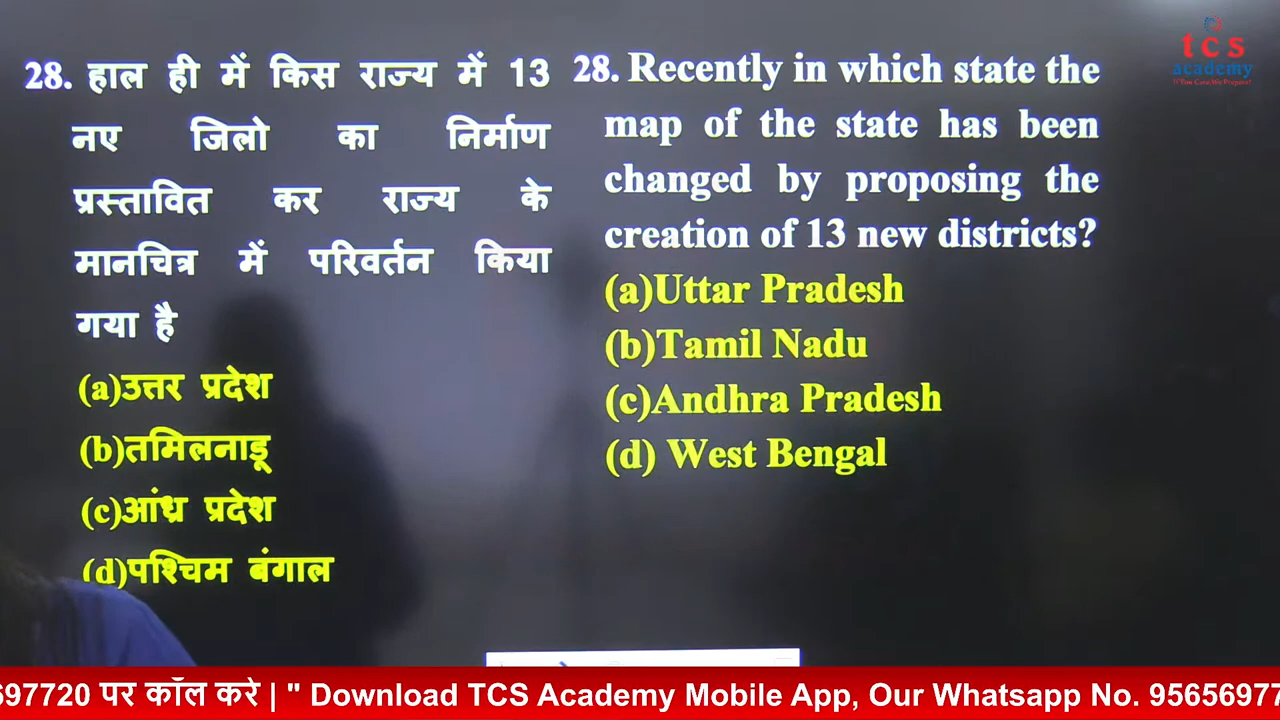 28. हाल ही में किस राज्य में 13
नए जिलो का निर्माण
प्रस्तावित कर राज्य के
मानचित्र में परिवर्तन किया
गया है
(a)उत्तर प्रदेश
(b)तमिलनाडू
(c)आंध्र प्रदेश
(d)पश्चिम बंगाल
28. Recently in which state the
map of the state has been
changed by proposing the
creation of 13 new districts?
(a)Uttar Pradesh
(b)Tamil Nadu
(c)Andhra Pradesh
(d) West Bengal
tcs
academy
697720 पर कॉल करे | " Download TCS Academy Mobile App, Our Whatsapp No. 95656977